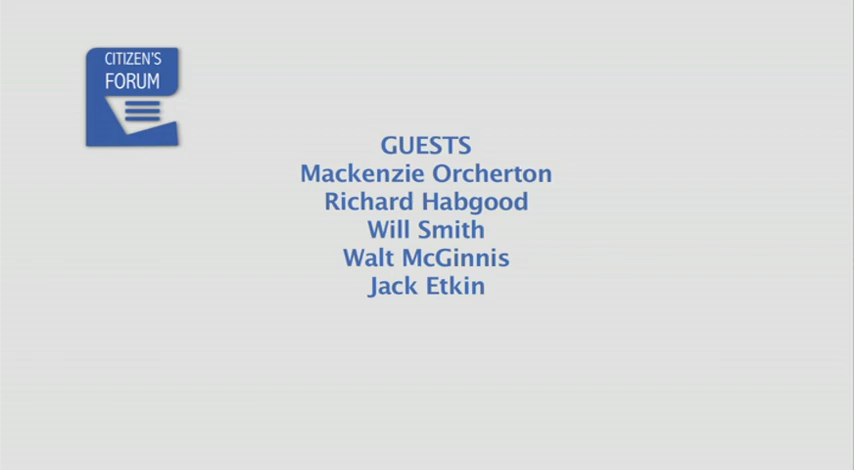 CITIZEN'S
FORUM
GUESTS
Mackenzie Orcherton
Richard Habgood
Will Smith
Walt McGinnis
Jack Etkin